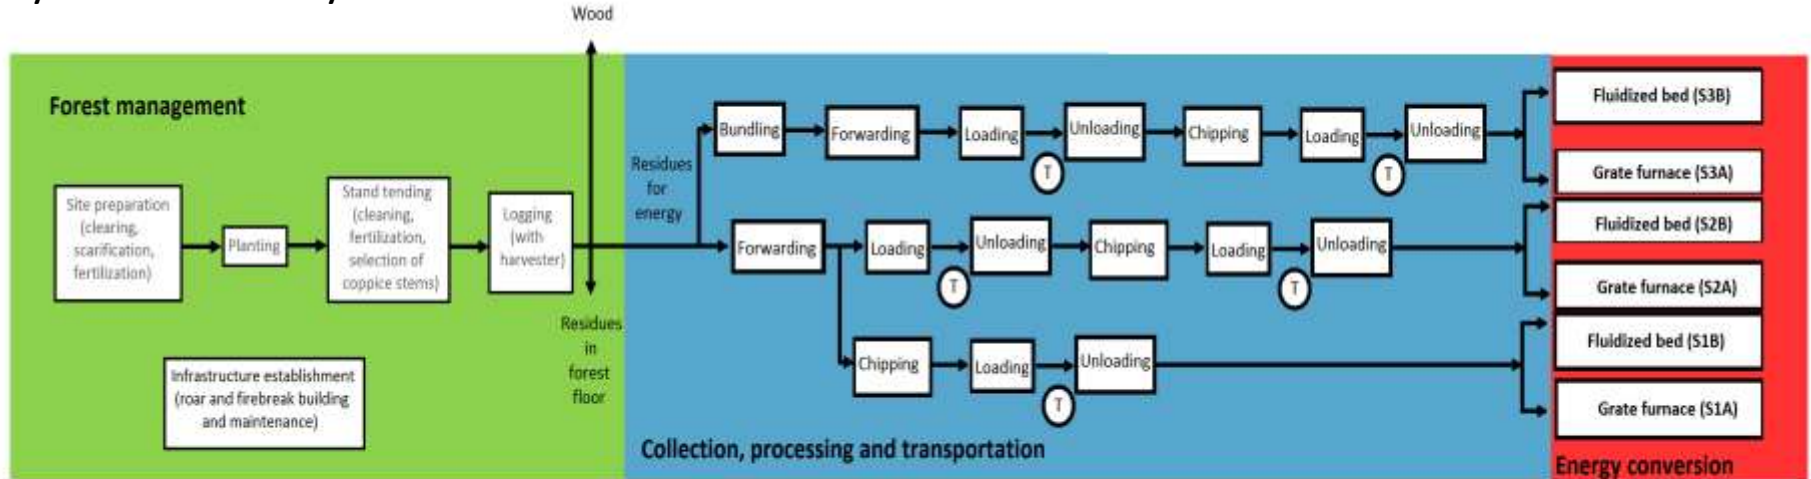 Wood
Forest management
Site preparation
(clearing,
scarification,
fertilization)
Planting
Stand tending
(cleaning,
fertilization,
selection of
coppice stems)
Logging
(with
harvester)
Infrastructure establishment
(roar and firebreak building
and maintenance)
Residues
in
forest
floor
Residues
for
energy
Bundling
Forwarding
Loading
T
Unloading
Chipping
Loading
T
Unloading
Forwarding
Loading
T
Unloading
Chipping
Loading
T
Unloading
Chipping
Loading
T
Unloading
Collection, processing and transportation
Fluidized bed (S3B)
Grate furnace (S3A)
Fluidized bed (S2B)
Grate furnace (S2A)
Fluidized bed (S1B)
Grate furnace (S1A)
Energy conversion